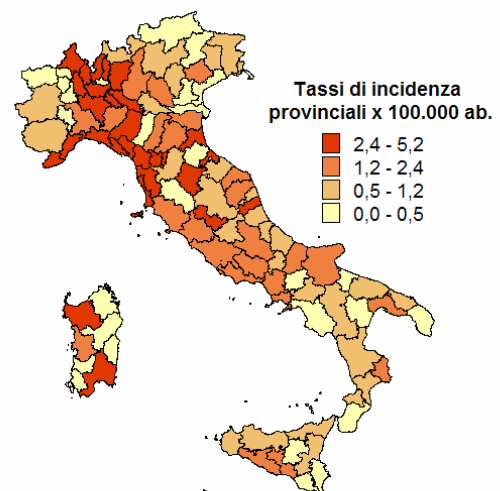 Tassi di incidenza
provinciali x 100.000 ab.
2,4 - 5,2
1,2 - 2,4
0,5 - 1,2
0,0 - 0,5